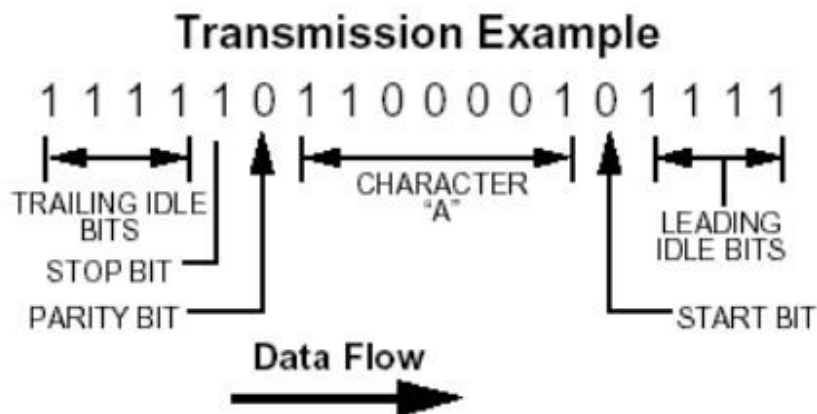 Transmission Example
1 1 1 1 1 0 1 1 0 0 0 0 1 0 1 1 1 1
TRAILING IDLE
BITS
CHARACTER
"A"
LEADING
IDLE BITS
STOP BIT
PARITY BIT
START BIT
Data Flow